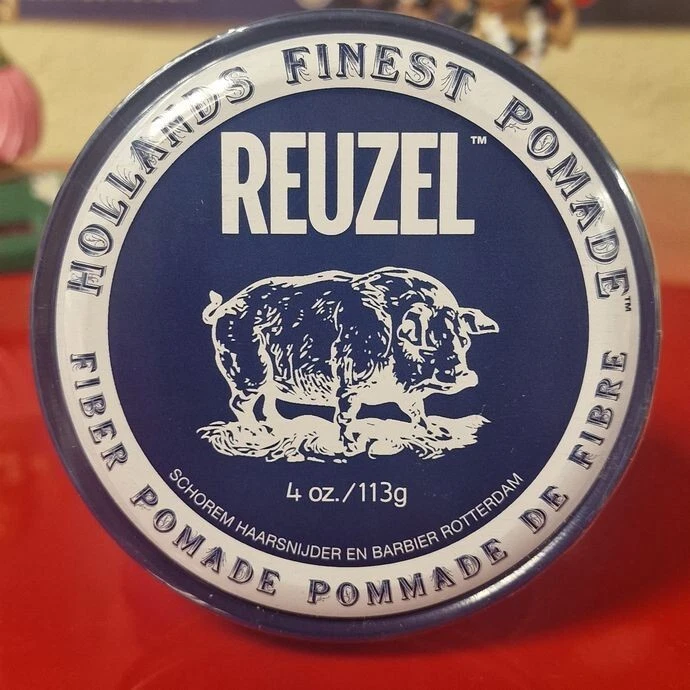 HOLLANDS FINEST POMADE™
REUZEL™
4 oz./113g
SCHOREM HAARSNIJDER EN BARBIER ROTTERDAM
FIBER POMADE POMMADE DE FIBRE